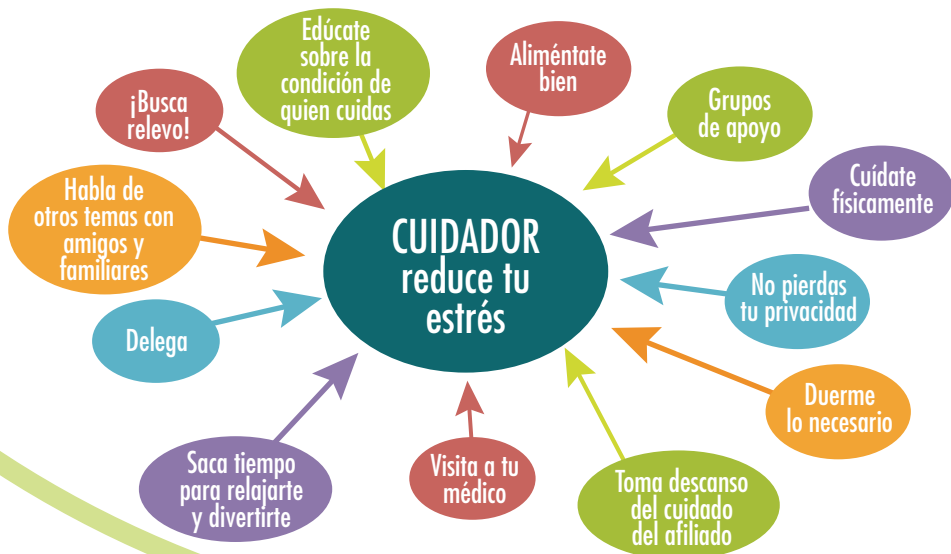 Edúcate
sobre la
condición de
quien cuidas
Aliméntate
bien
Grupos
de apoyo
¡Busca
relevo!
Cuídate
físicamente
Habla de
otros temas con
amigos y
familiares
CUIDADOR
reduce tu
estrés
No pierdas
tu privacidad
Delega
Duerme
lo necesario
Saca tiempo
para relajarte
y divertirte
Visita a tu
médico
Toma descanso
del cuidado
del afiliado